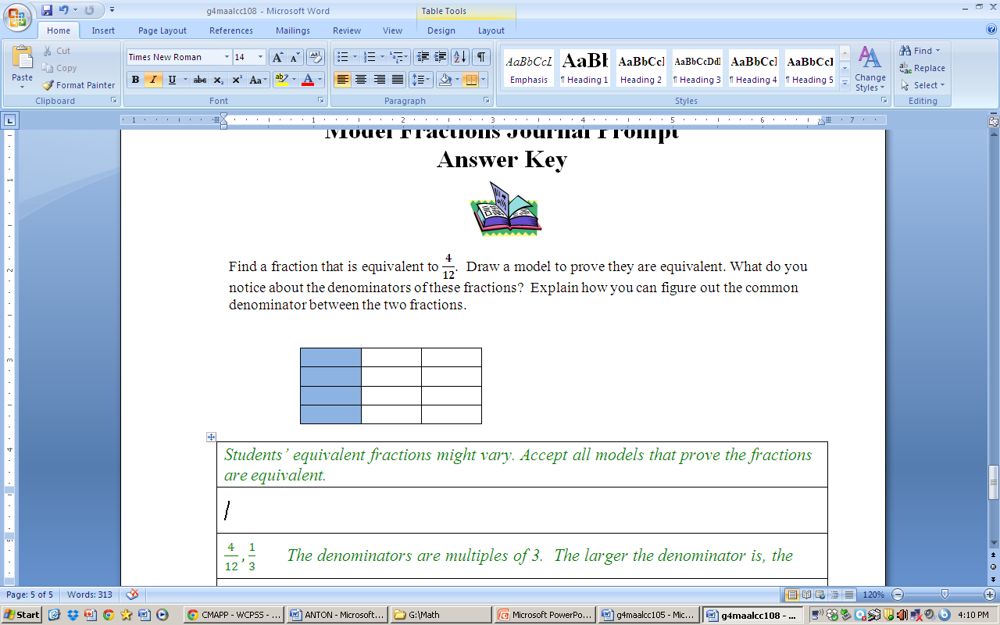 g4maalcc108 - Microsoft Word
Table Tools
Home Insert Page Layout References Mailings Review View Design Layout
Paste
Cut
Copy
Format Painter
Clipboard
Times New Roman 14
Font
Paragraph
AaBbCcI AaBb AaBbCcI AaBbCcDdI AaBbCcI AaBbCcI
Emphasis ¶ Heading 1 Heading 2 ¶ Heading 3 ¶ Heading 4 ¶ Heading 5
Change Styles
Styles
Find
Replace
Select
Editing
1 1 2 3 4 5 6 7
Model Fractions Journal Prompt
Answer Key
Find a fraction that is equivalent to 4/12. Draw a model to prove they are equivalent. What do you
notice about the denominators of these fractions? Explain how you can figure out the common
denominator between the two fractions.
Students' equivalent fractions might vary. Accept all models that prove the fractions
are equivalent.
4/12, 1/3 The denominators are multiples of 3. The larger the denominator is, the
Page: 5 of 5 Words: 313 120%
Start CMAPP - WCPSS - ... ANTON - Microsoft... G:\Math Microsoft PowerPo... g4maalcc105 - Mic... g4maalcc108 - ... 4:10 PM